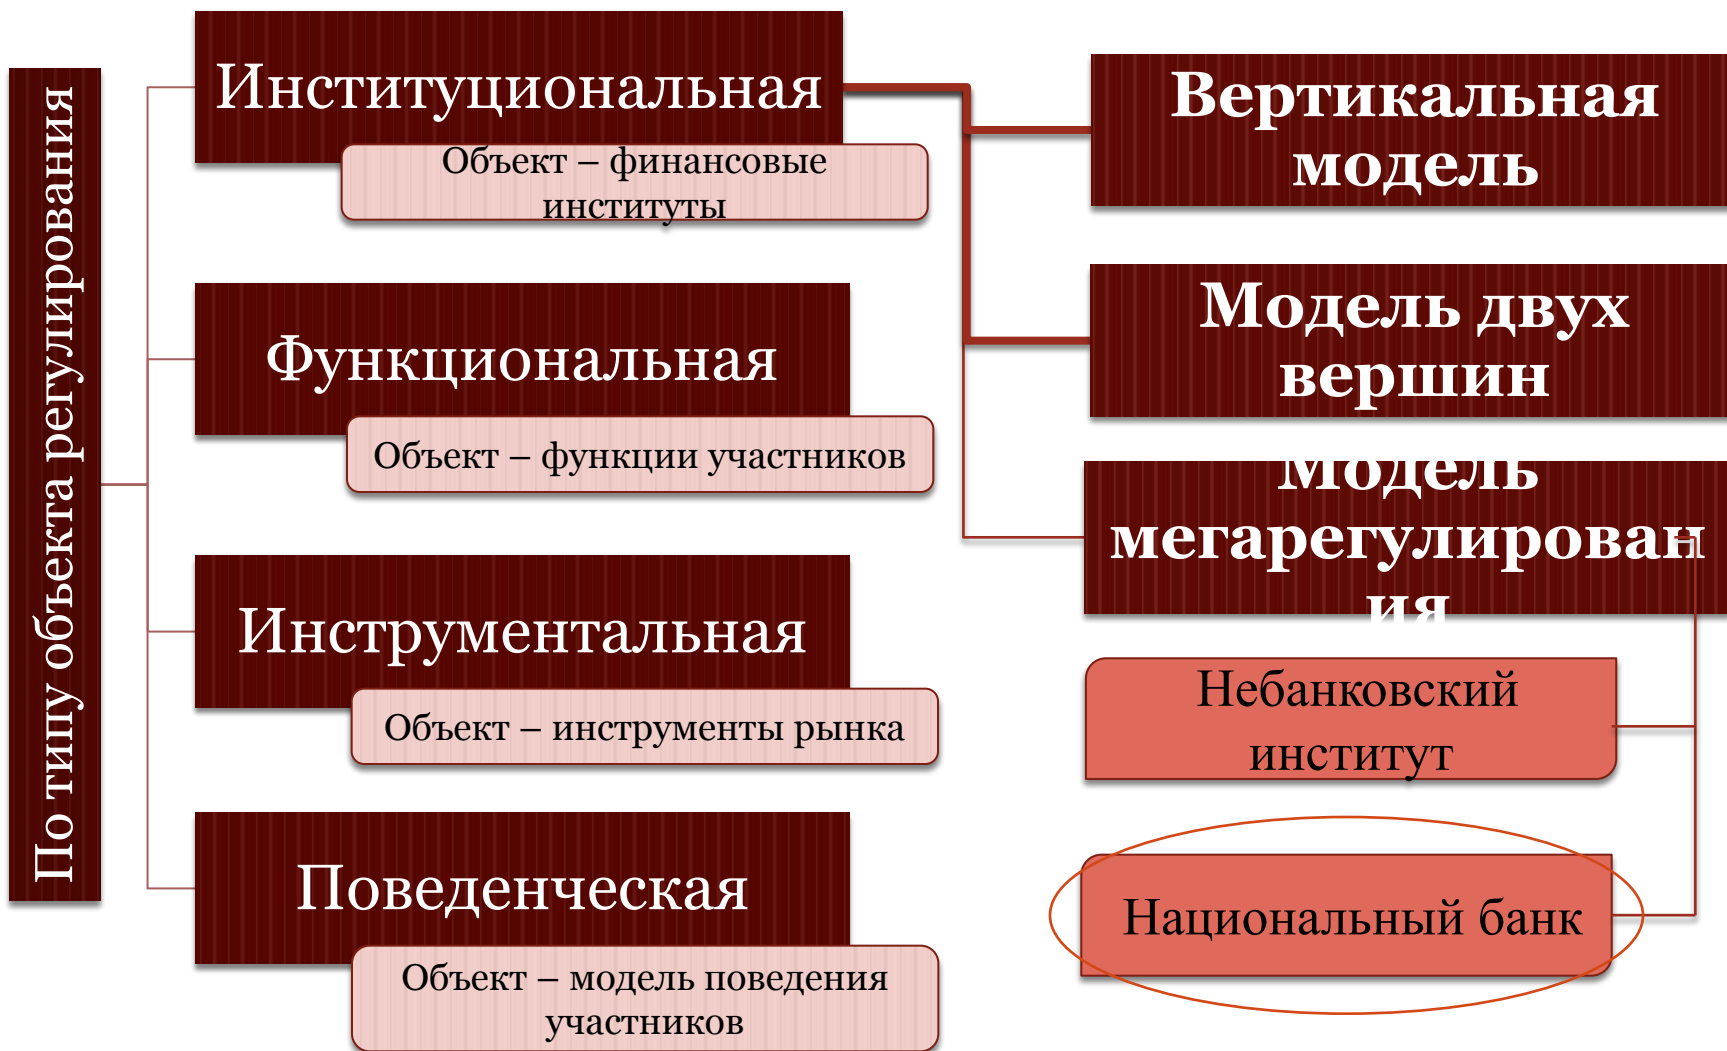 По типу объекта регулирования
Институциональная
Объект – финансовые
институты
Функциональная
Объект – функции участников
Инструментальная
Объект – инструменты рынка
Поведенческая
Объект – модель поведения
участников
Вертикальная
модель
Модель двух
вершин
Модель
мегарегулирован
ия
Небанковский
институт
Национальный банк